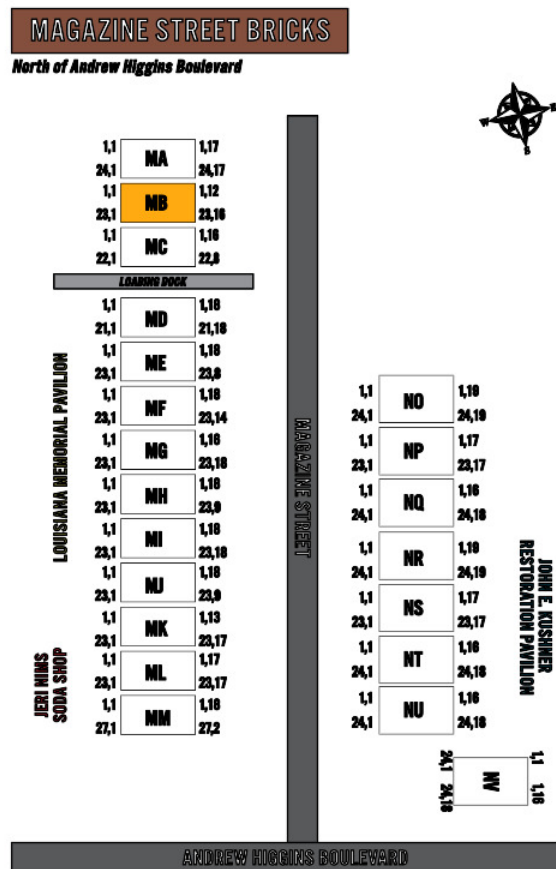 MAGAZINE STREET BRICKS
North of Andrew Higgins Boulevard
N
W E
S
1,1 MA 1,17
24,1 24,17
1,1 MB 1,12
23,1 23,16
1,1 MC 1,16
22,1 22,8
LOADING DOCK
1,1 MD 1,18
21,1 21,18
1,1 ME 1,18
23,1 23,8
1,1 MF 1,18
23,1 23,14
1,1 MG 1,16
23,1 23,18
1,1 MH 1,18
23,1 23,9
1,1 MI 1,18
23,1 23,18
1,1 MJ 1,18
23,1 23,9
1,1 MK 1,13
23,1 23,17
1,1 ML 1,17
23,1 23,17
1,1 MM 1,18
27,1 27,2
LOUISIANA MEMORIAL PAVILION
JERI NIMS
SODA SHOP
MAGAZINE STREET
1,1 NO 1,19
24,1 24,19
1,1 NP 1,17
23,1 23,17
1,1 NQ 1,16
24,1 24,18
1,1 NR 1,19
24,1 24,19
1,1 NS 1,17
23,1 23,17
1,1 NT 1,16
24,1 24,18
1,1 NU 1,16
24,1 24,18
JOHN E. KUSHNER
RESTORATION PAVILION
1,1 NV 1,16
24,1 24,18
ANDREW HIGGINS BOULEVARD